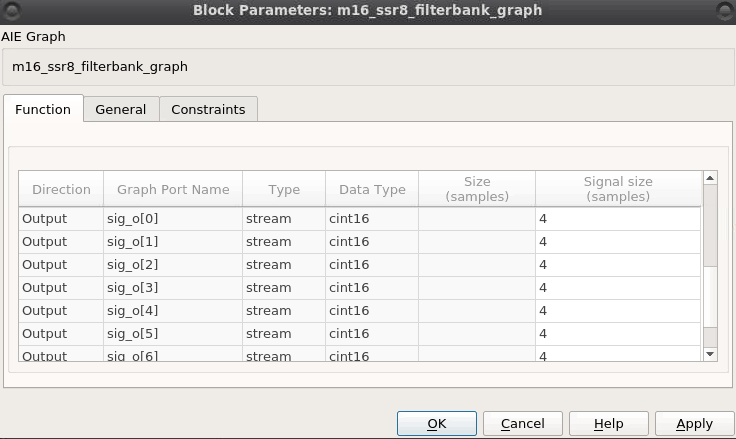 Block Parameters: m16_ssr8_filterbank_graph
AIE Graph
m16_ssr8_filterbank_graph
Function General Constraints
Direction Graph Port Name Type Data Type Size (samples) Signal size (samples)
Output sig_o[0] stream cint16 4
Output sig_o[1] stream cint16 4
Output sig_o[2] stream cint16 4
Output sig_o[3] stream cint16 4
Output sig_o[4] stream cint16 4
Output sig_o[5] stream cint16 4
Output sig_o[6] stream cint16 4
OK Cancel Help Apply